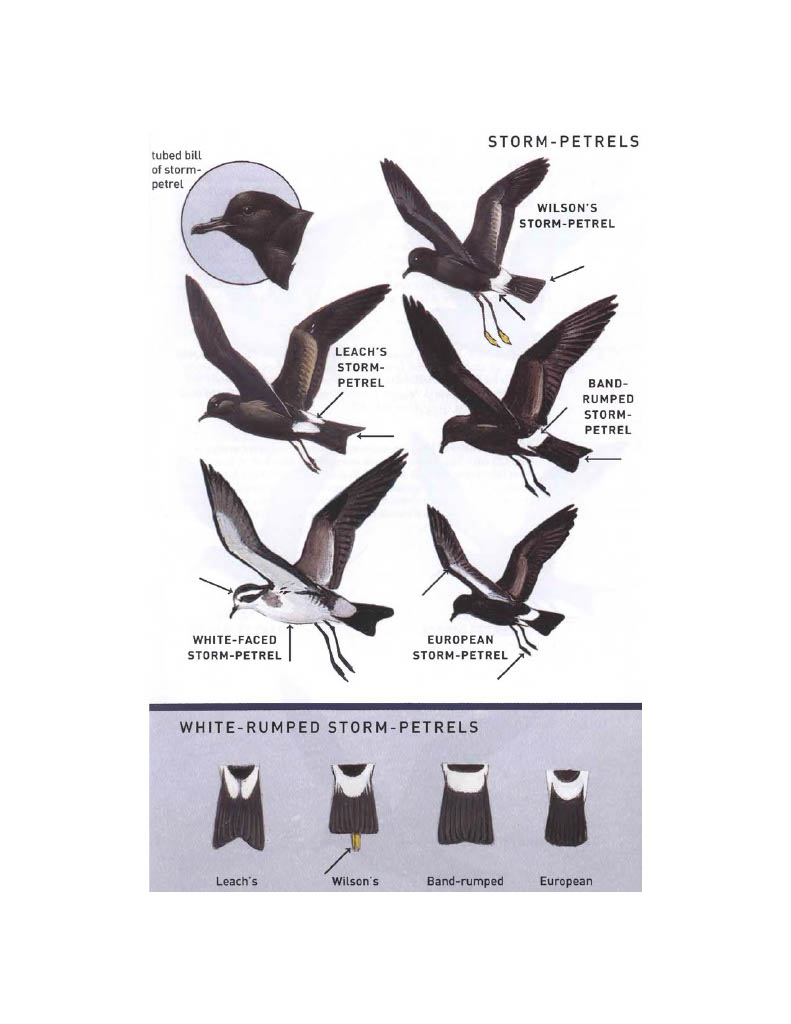 STORM-PETRELS
tubed bill
of storm-
petrel
WILSON'S
STORM-PETREL
LEACH'S
STORM-
PETREL
BAND-
RUMPED
STORM-
PETREL
WHITE-FACED
STORM-PETREL
EUROPEAN
STORM-PETREL
WHITE-RUMPED STORM-PETRELS
Leach's
Wilson's
Band-rumped
European